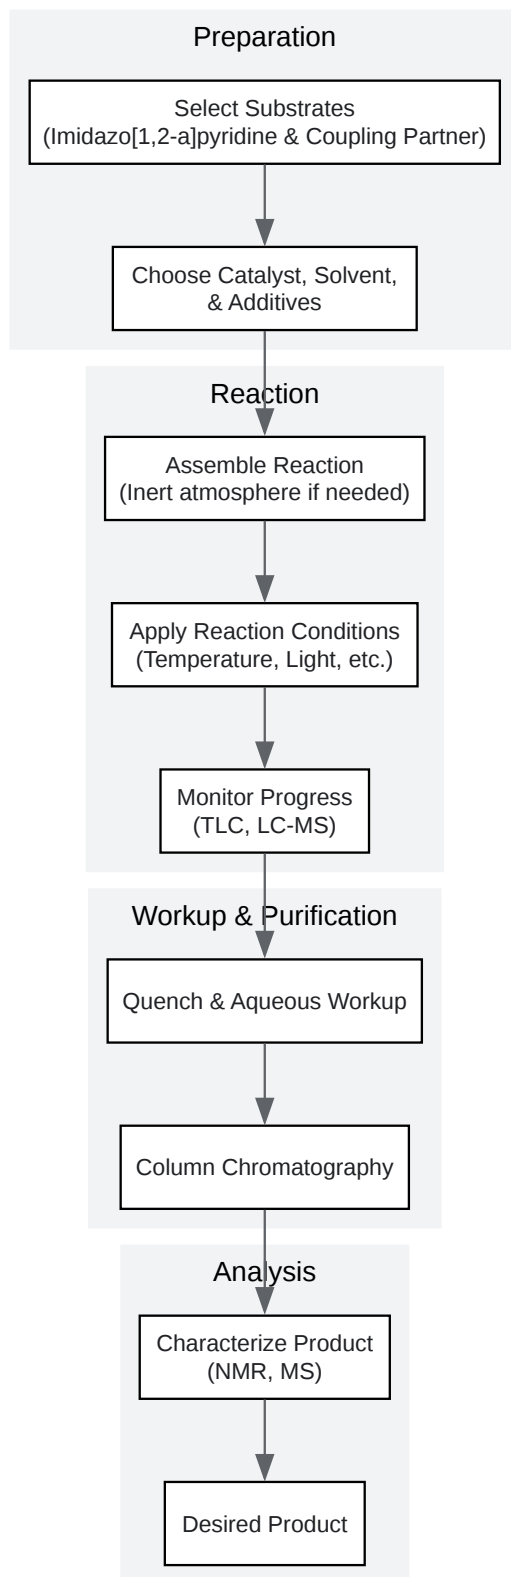 Preparation
Select Substrates
(Imidazo[1,2-a]pyridine & Coupling Partner)
Choose Catalyst, Solvent,
& Additives
Reaction
Assemble Reaction
(Inert atmosphere if needed)
Apply Reaction Conditions
(Temperature, Light, etc.)
Monitor Progress
(TLC, LC-MS)
Workup & Purification
Quench & Aqueous Workup
Column Chromatography
Analysis
Characterize Product
(NMR, MS)
Desired Product